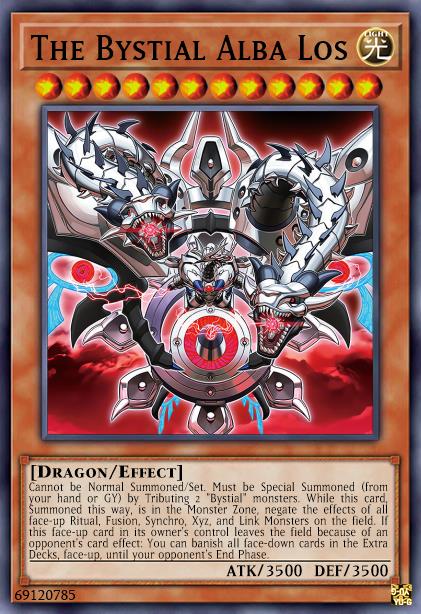 The Bystial Alba Los
LIGHT
光
[Dragon/Effect]
Cannot be Normal Summoned/Set. Must be Special Summoned (from
your hand or GY) by Tributing 2 "Bystial" monsters. While this card,
Summoned this way, is in the Monster Zone, negate the effects of all
face-up Ritual, Fusion, Synchro, Xyz, and Link Monsters on the field. If
this face-up card in its owner's control leaves the field because of an
opponent's card effect: You can banish all face-down cards in the Extra
Decks, face-up, until your opponent's End Phase.
ATK/3500 DEF/3500
69120785